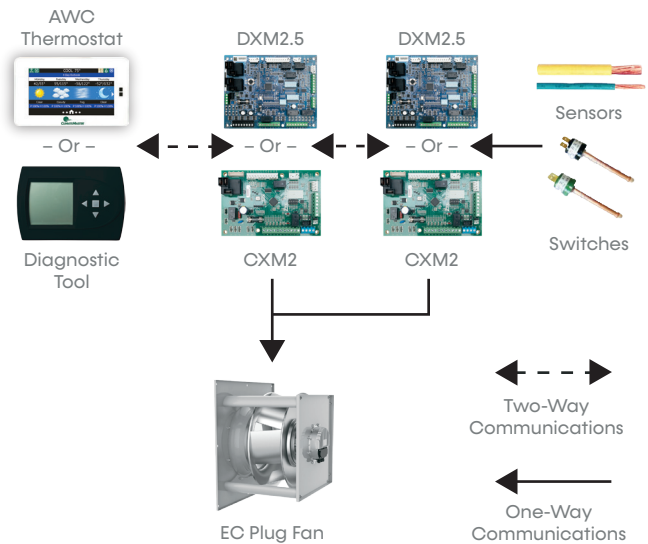 AWC
Thermostat
– Or –
Diagnostic
Tool
DXM2.5
– Or –
CXM2
DXM2.5
– Or –
CXM2
Sensors
Switches
EC Plug Fan
Two-Way
Communications
One-Way
Communications